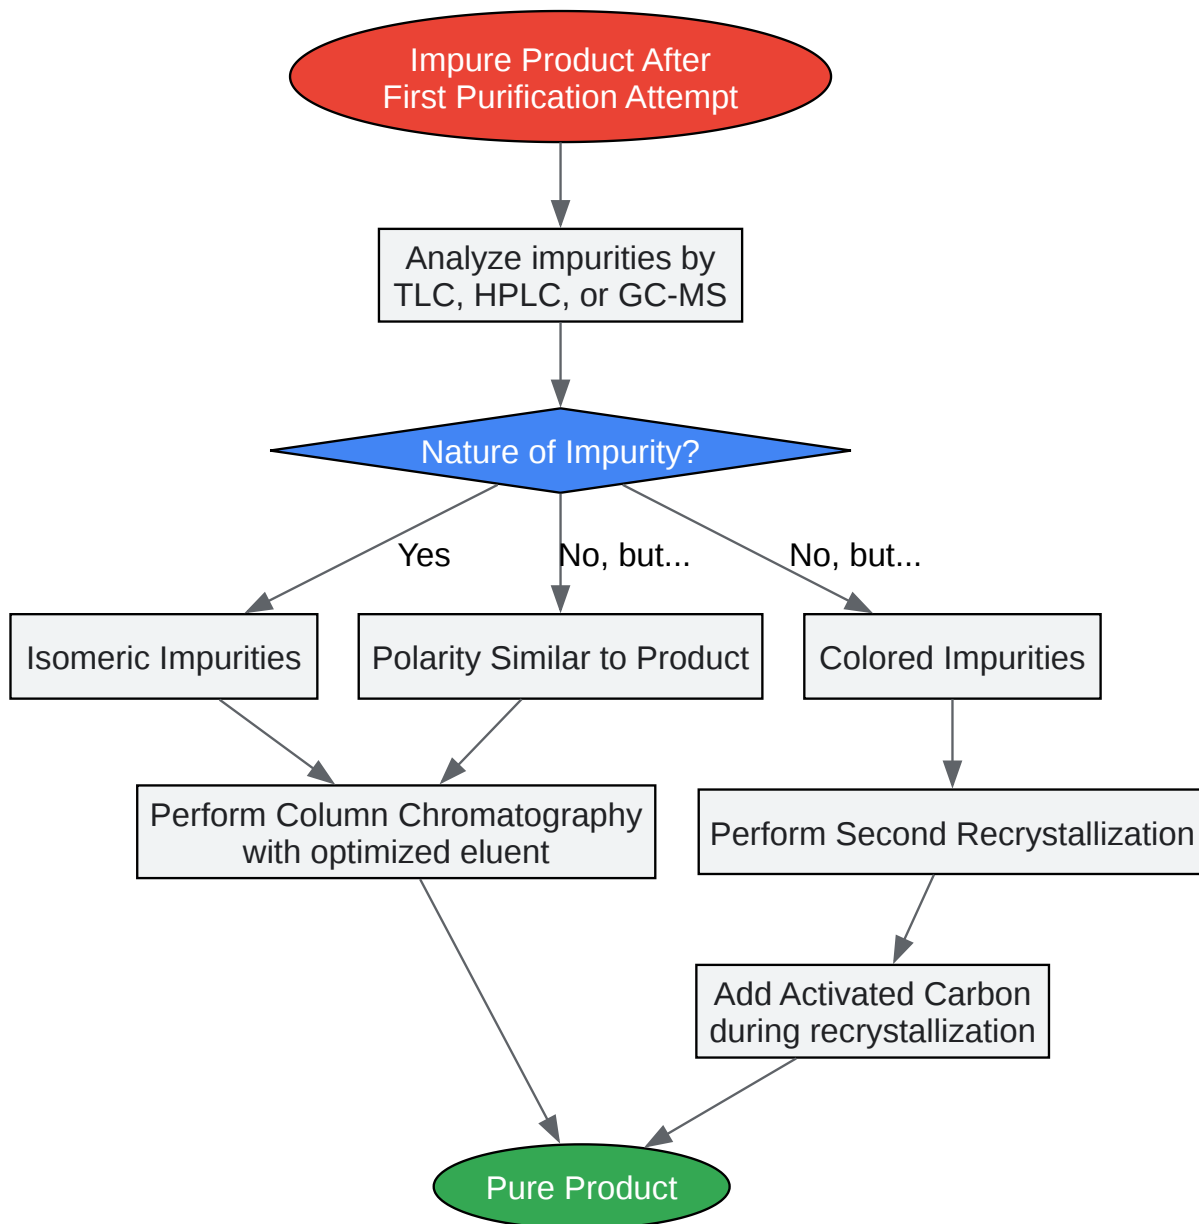 Impure Product After
First Purification Attempt
Analyze impurities by
TLC, HPLC, or GC-MS
Nature of Impurity?
Yes
No, but...
No, but...
Isomeric Impurities
Polarity Similar to Product
Colored Impurities
Perform Column Chromatography
with optimized eluent
Perform Second Recrystallization
Add Activated Carbon
during recrystallization
Pure Product